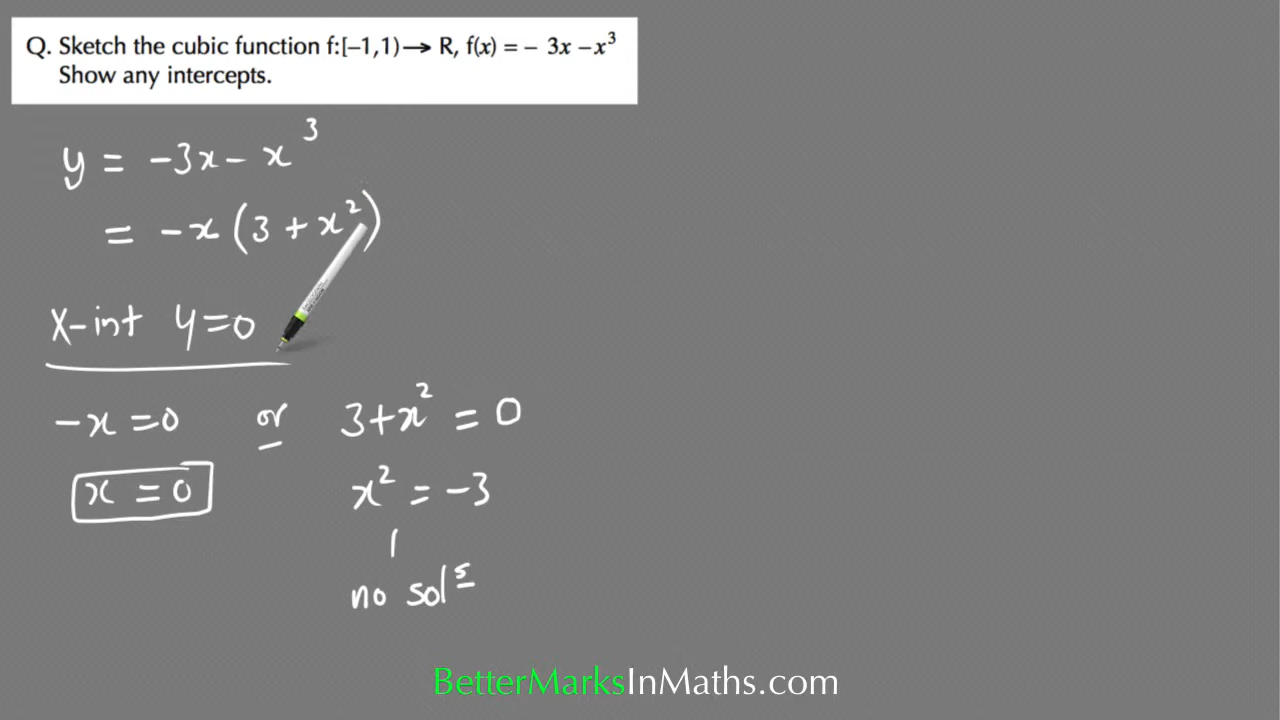 Q. Sketch the cubic function f:[–1,1)→ R, f(x) = – 3x –x³
Show any intercepts.
y = -3x - x³
= -x (3 + x²)
x-int y=0
-x =0 or 3+x² = 0
x = 0 x² = -3
no solˢ
BetterMarksInMaths.com